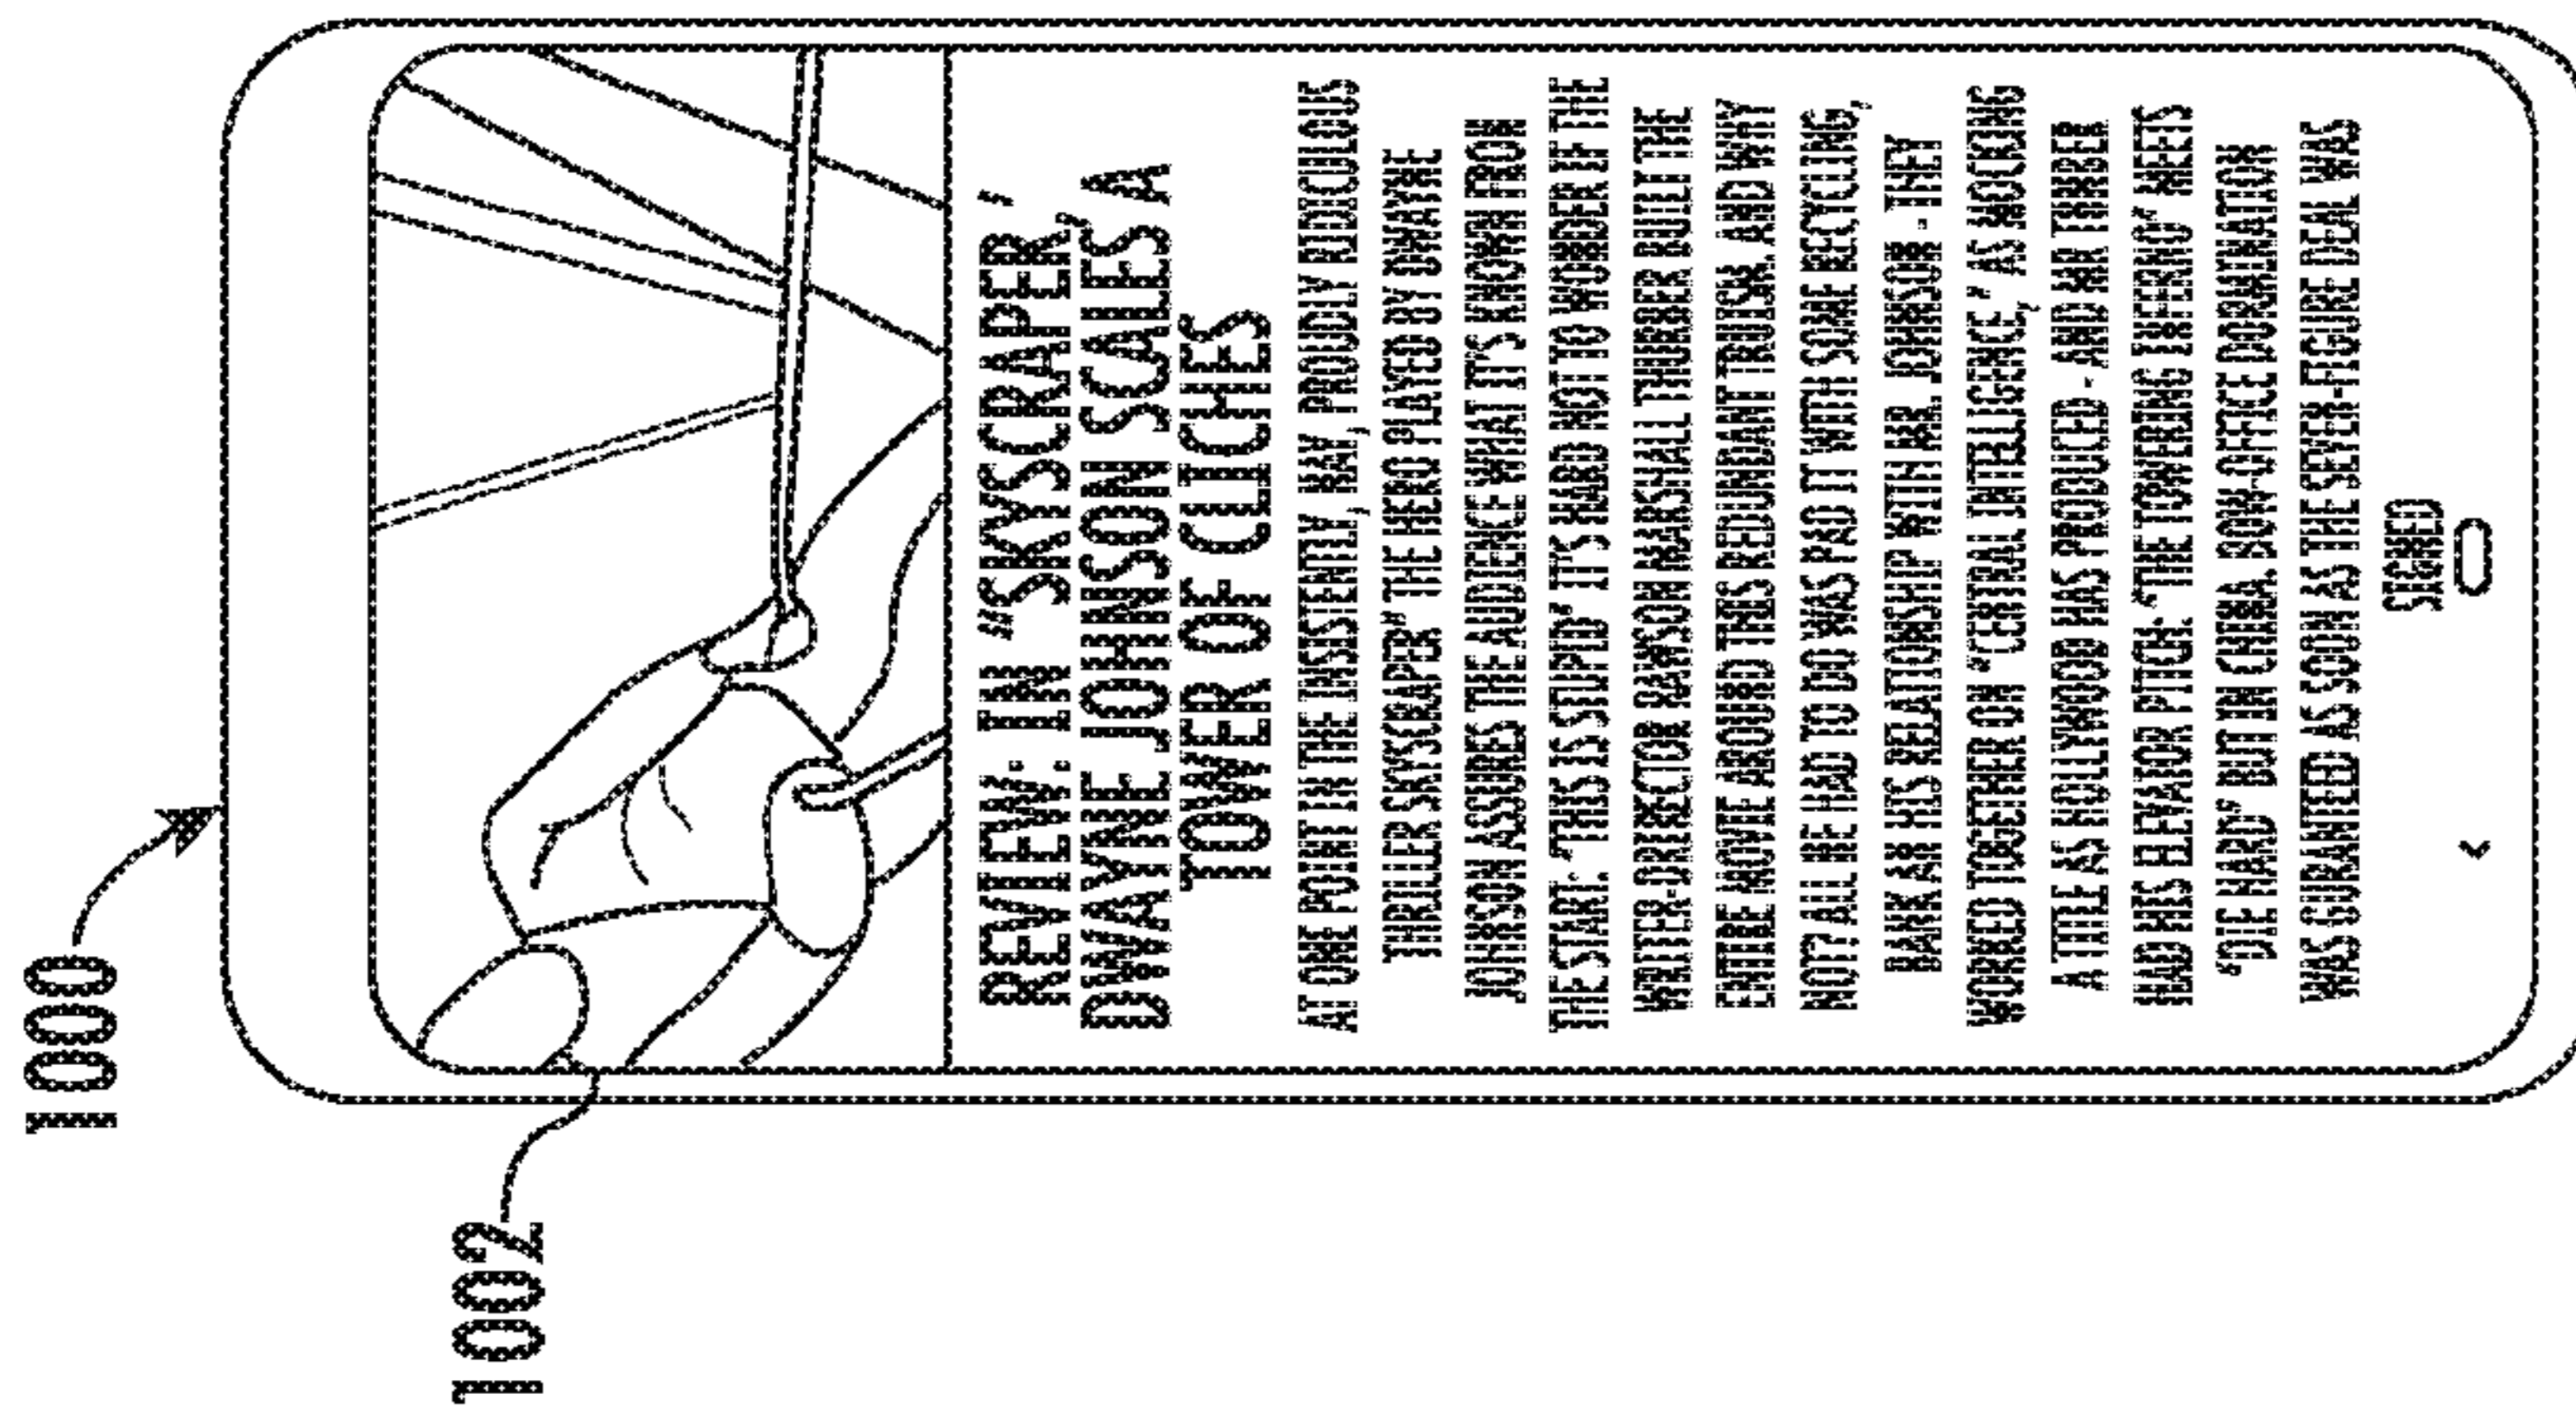 1000
1002
REVIEW: IN "SKYSCRAPER,'
DWAYNE JOHNSON SCALES A
TOWER OF CLICHES
AT ONE POINT IN THE INSISTENTLY, NAY, PROUDLY RIDICULOUS
THRILLER SKYSCRAPER" THE HERO PLAYED BY DWAYNE
JOHNSON ASSURES THE AUDIENCE WHAT IT'S KNOWN FROM
THE START: "THIS IS STUPID" IT'S HARD NOT TO WONDER IF THE
WRITER-DIRECTOR RAWSON MARSHALL THURBER BUILT THE
ENTIRE MOVIE AROUND THIS REDUNDANT TRUISM. AND WHY
NOT? ALL HE HAD TO DO WAS PAD IT WITH SOME RECYCLING,
BANK AN HIS RELATIONSHIP WITH MR. JOHNSON - THEY
WORKED TOGETHER ON "CENTRAL INTELLIGENCE," AS MOCKING
A TITLE AS HOLLYWOOD HAS PRODUCED - AND MR THRBER
HAD HIS ELEVATOR PITCH: "THE TOWERING INFERNO" MEETS
"DIE HARD" BUT IN CHINA. BOX-OFFICE DORMINATION
WAS GURANTEED AS SOON AS THE SEVEN-FIGURE DEAL WAS
SIGNED